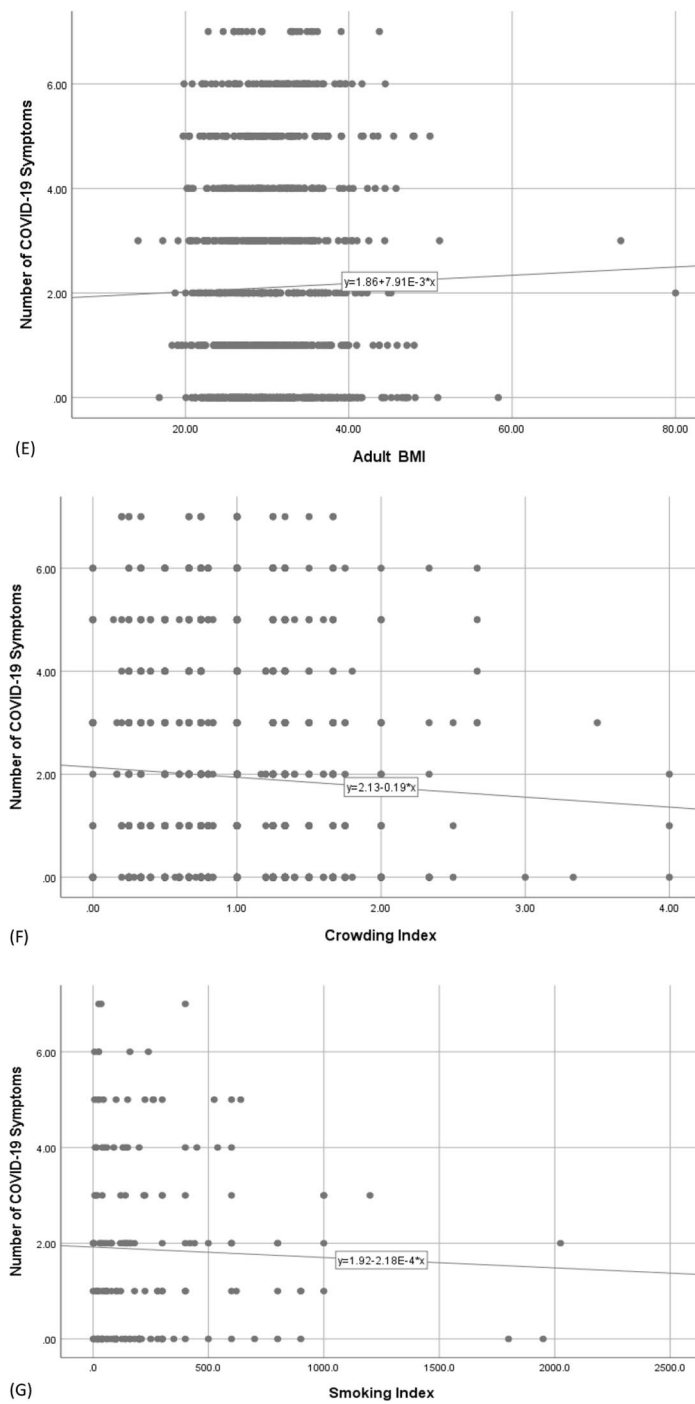 Number of COVID-19 Symptoms
6.00
4.00
2.00
.00
y=1.86+7.91E-3*x
20.00 40.00 60.00 80.00
Adult BMI
(E)
Number of COVID-19 Symptoms
6.00
4.00
2.00
.00
y=2.13-0.19*x
.00 1.00 2.00 3.00 4.00
Crowding Index
(F)
Number of COVID-19 Symptoms
6.00
4.00
2.00
.00
y=1.92-2.18E-4*x
.0 500.0 1000.0 1500.0 2000.0 2500.0
Smoking Index
(G)